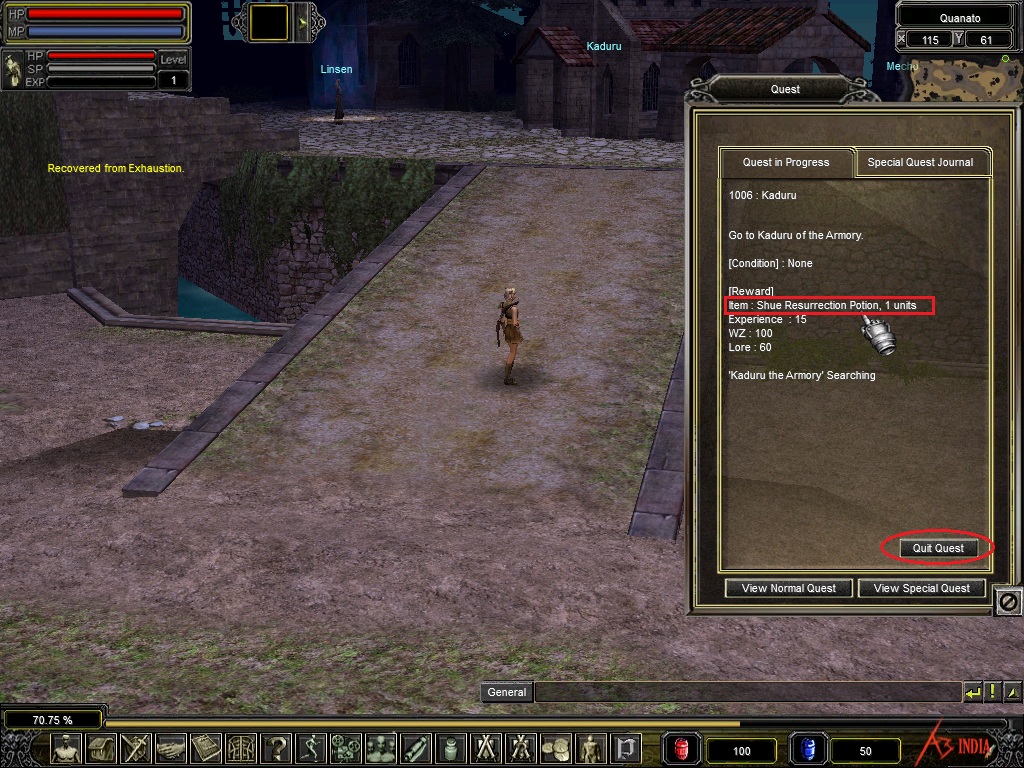 HP
MP
HP
SP
EXP
Level
1
Linsen
Kaduru
Quanato
X 115 Y 61
Recovered from Exhaustion.
Quest
Quest in Progress
Special Quest Journal
1006 : Kaduru
Go to Kaduru of the Armory.
[Condition] : None
[Reward]
Item : Shue Resurrection Potion, 1 units
Experience : 15
WZ : 100
Lore : 60
'Kaduru the Armory' Searching
Quit Quest
View Normal Quest
View Special Quest
General
70.75 %
100
50
A3 INDIA